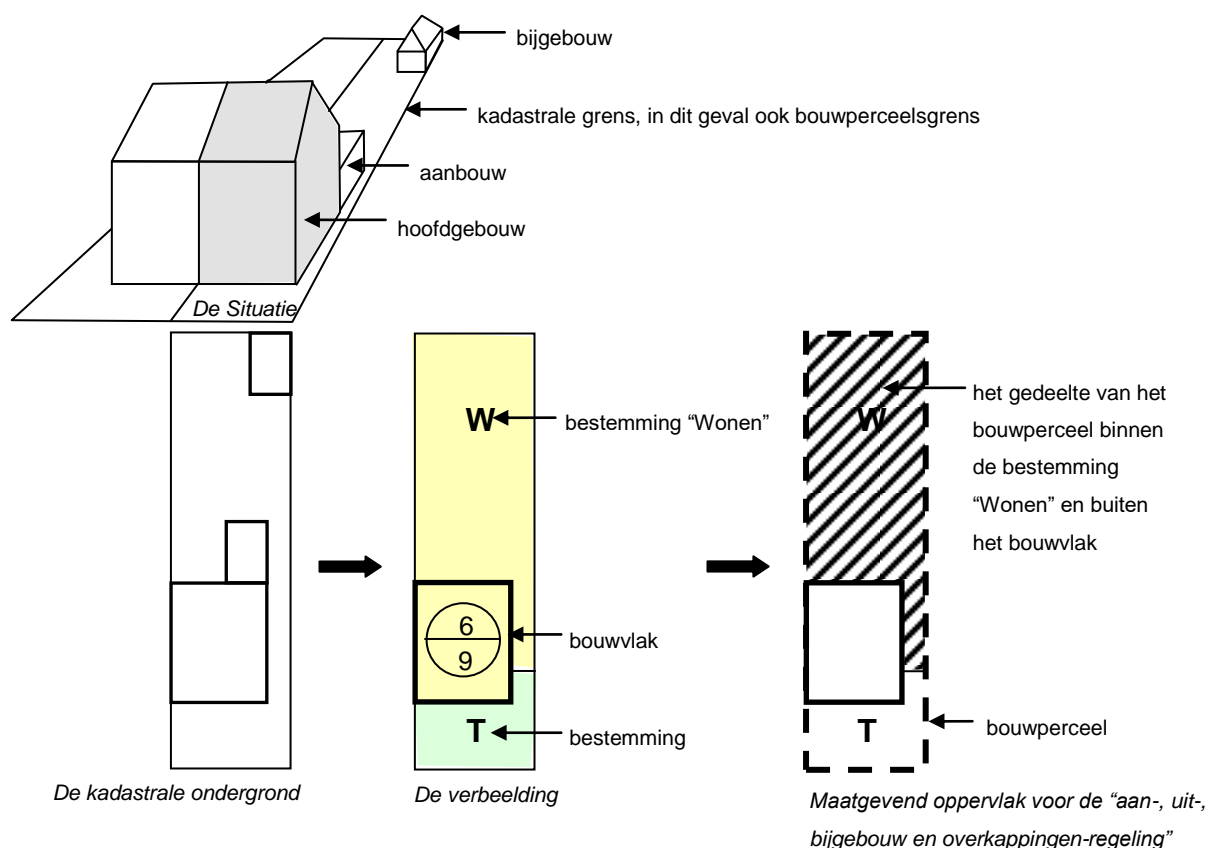 bijgebouw
kadastrale grens, in dit geval ook bouwperceelsgrens
aanbouw
hoofdgebouw
De Situatie
W
bestemming “Wonen”
6
9
bouwvlak
T
bestemming
W
het gedeelte van het
bouwperceel binnen
de bestemming
“Wonen” en buiten
het bouwvlak
T
bouwperceel
De kadastrale ondergrond
De verbeelding
Maatgevend oppervlak voor de “aan-, uit-,
bijgebouw en overkappingen-regeling”